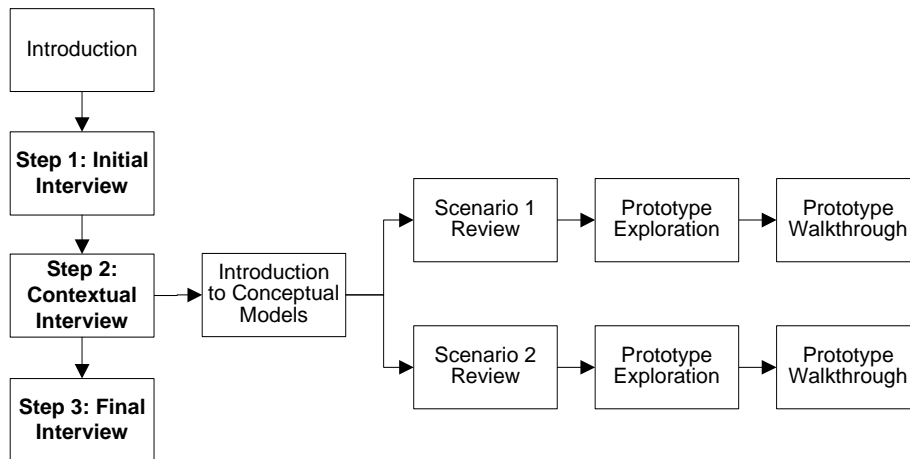 Introduction
Step 1: Initial
Interview
Step 2:
Contextual
Interview
Step 3: Final
Interview
Introduction
to Conceptual
Models
Scenario 1
Review
Prototype
Exploration
Prototype
Walkthrough
Scenario 2
Review
Prototype
Exploration
Prototype
Walkthrough